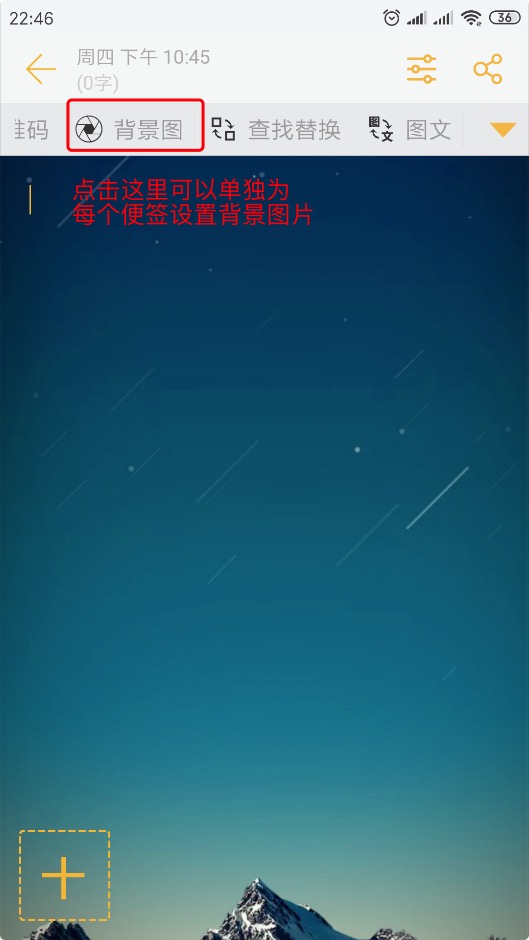 22:46
36
周四 下午 10:45
(0字)
维码 背景图 查找替换 图文
点击这里可以单独为
每个便签设置背景图片